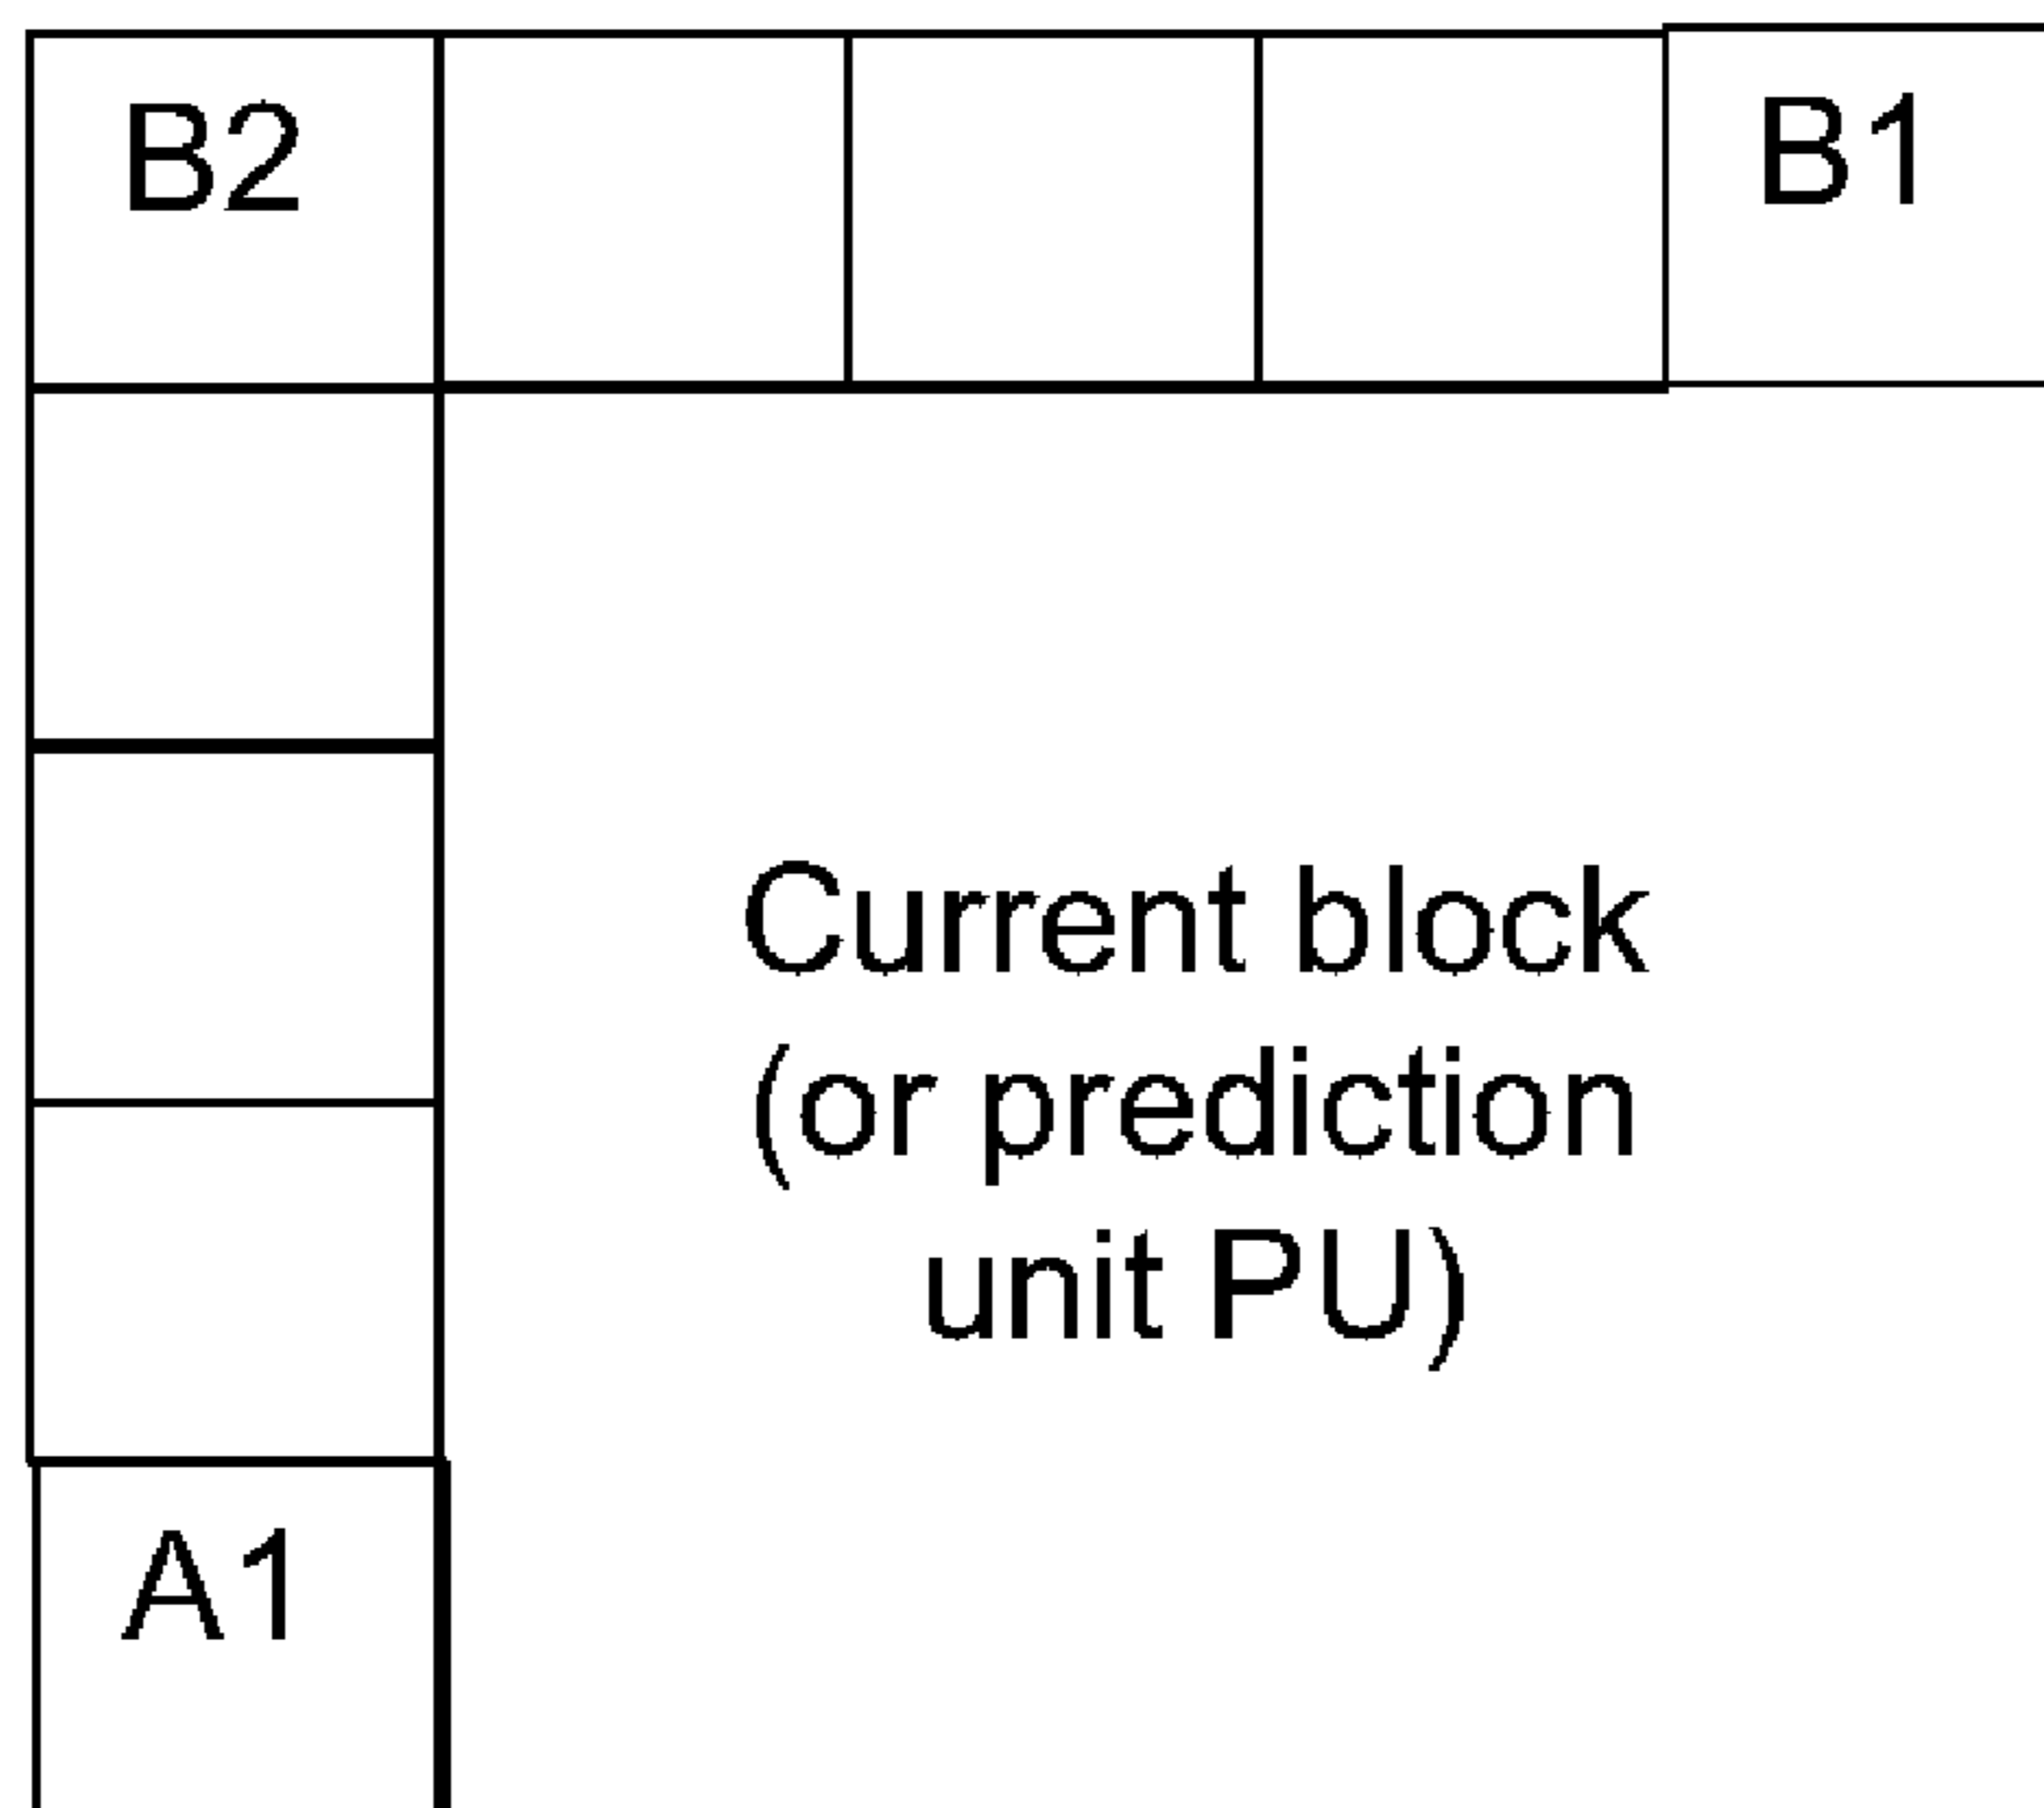 B2
B1
Current block
(or prediction
unit PU)
A1